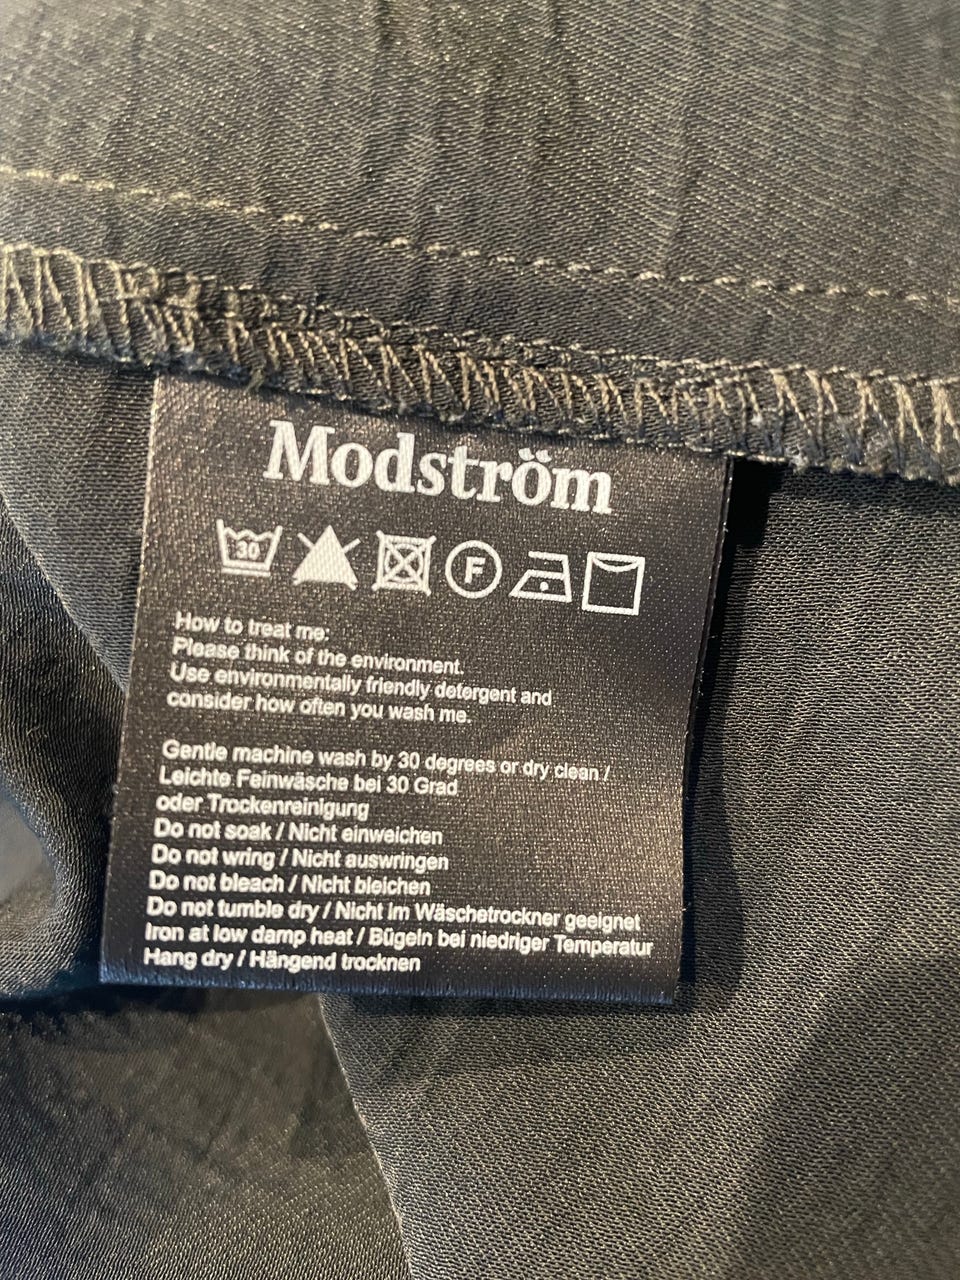 Modström
30 F
How to treat me:
Please think of the environment.
Use environmentally friendly detergent and
consider how often you wash me.
Gentle machine wash by 30 degrees or dry clean /
Leichte Feinwäsche bei 30 Grad
oder Trockenreinigung
Do not soak / Nicht einweichen
Do not wring / Nicht auswringen
Do not bleach / Nicht bleichen
Do not tumble dry / Nicht im Wäschetrockner geeignet
Iron at low damp heat / Bügeln bei niedriger Temperatur
Hang dry / Hängend trocknen